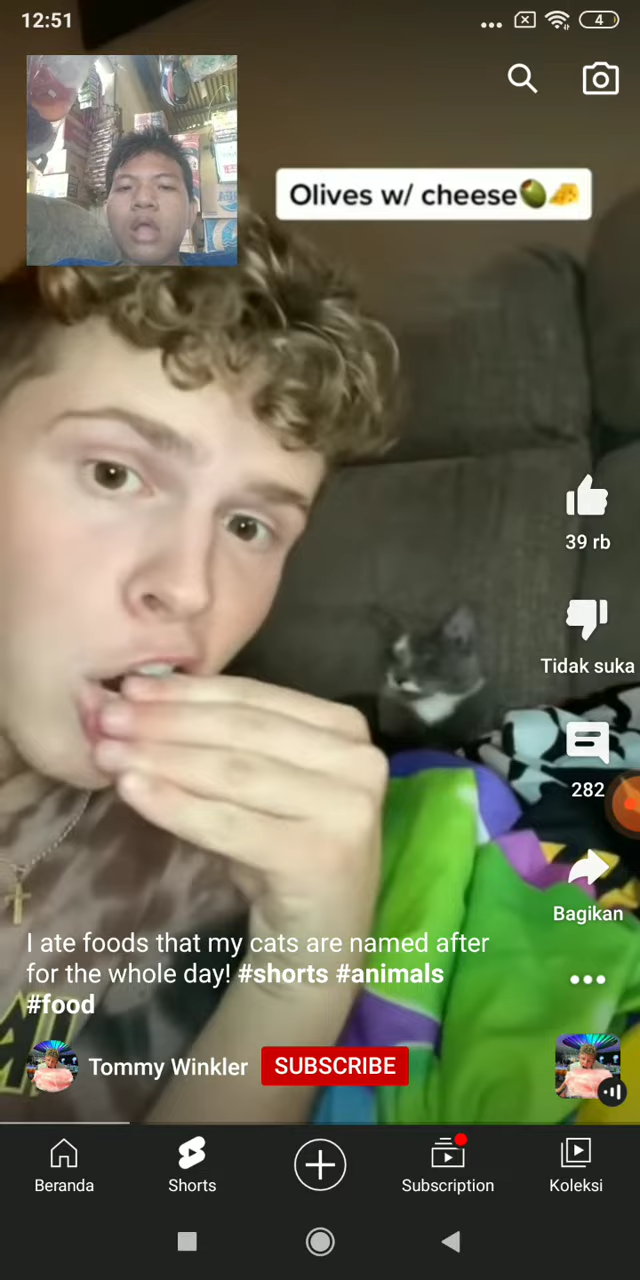 12:51
4
Olives w/ cheese🫒🧀
39 rb
Tidak suka
282
Bagikan
I ate foods that my cats are named after
for the whole day! #shorts #animals
#food
Tommy Winkler
SUBSCRIBE
Beranda
Shorts
Subscription
Koleksi